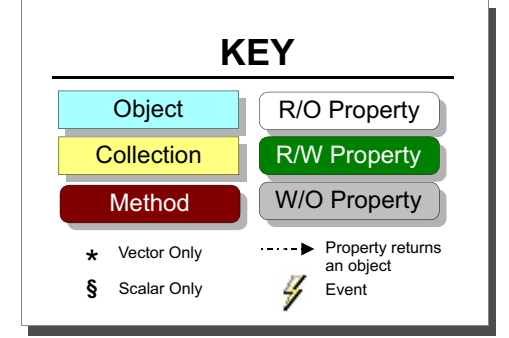 KEY
Object
R/O Property
Collection
R/W Property
Method
W/O Property
* Vector Only
Property returns
an object
§ Scalar Only
Event